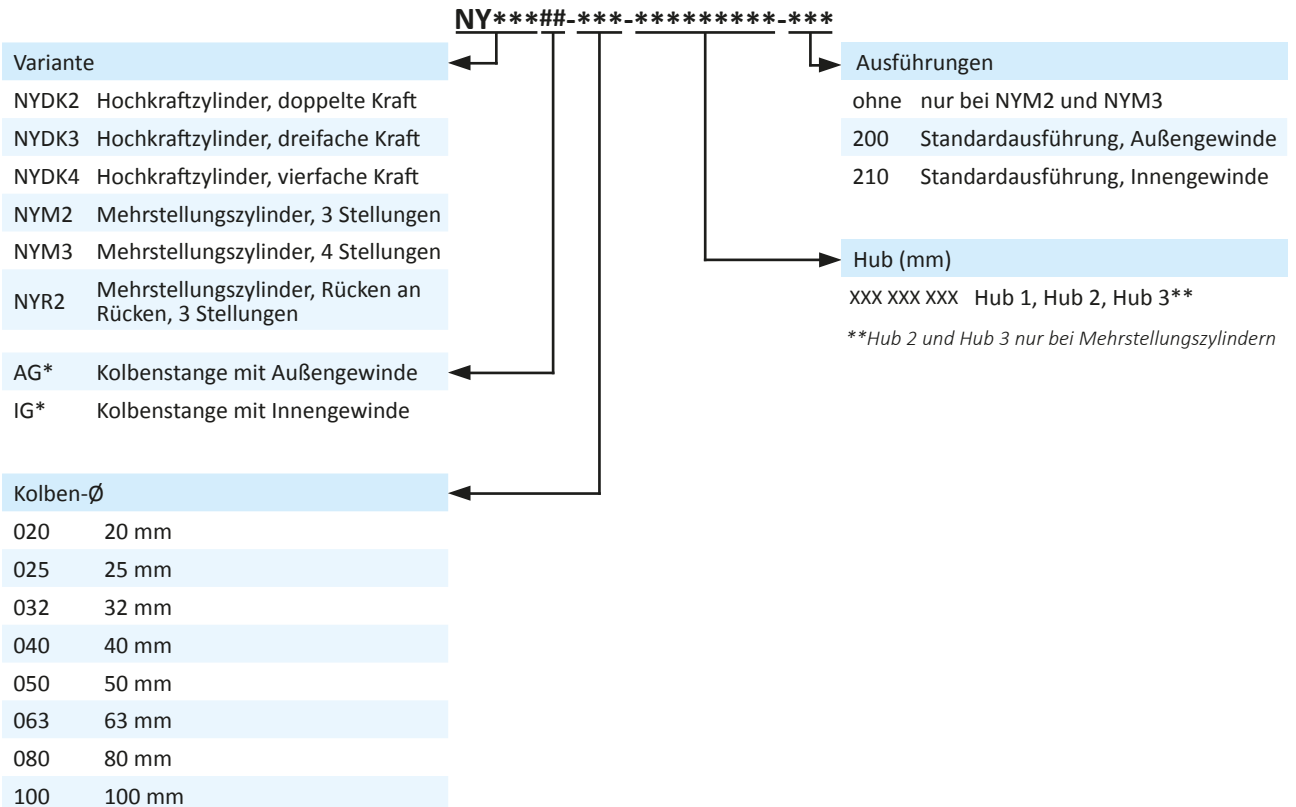 NY***##-***-*********-***
Variante
NYDK2 Hochkraftzylinder, doppelte Kraft
NYDK3 Hochkraftzylinder, dreifache Kraft
NYDK4 Hochkraftzylinder, vierfache Kraft
NYM2 Mehrstellungszylinder, 3 Stellungen
NYM3 Mehrstellungszylinder, 4 Stellungen
NYR2 Mehrstellungszylinder, Rücken an
Rücken, 3 Stellungen
AG* Kolbenstange mit Außengewinde
IG* Kolbenstange mit Innengewinde
Kolben-Ø
020 20 mm
025 25 mm
032 32 mm
040 40 mm
050 50 mm
063 63 mm
080 80 mm
100 100 mm
Ausführungen
ohne nur bei NYM2 und NYM3
200 Standardausführung, Außengewinde
210 Standardausführung, Innengewinde
Hub (mm)
XXX XXX XXX Hub 1, Hub 2, Hub 3**
**Hub 2 und Hub 3 nur bei Mehrstellungszylindern